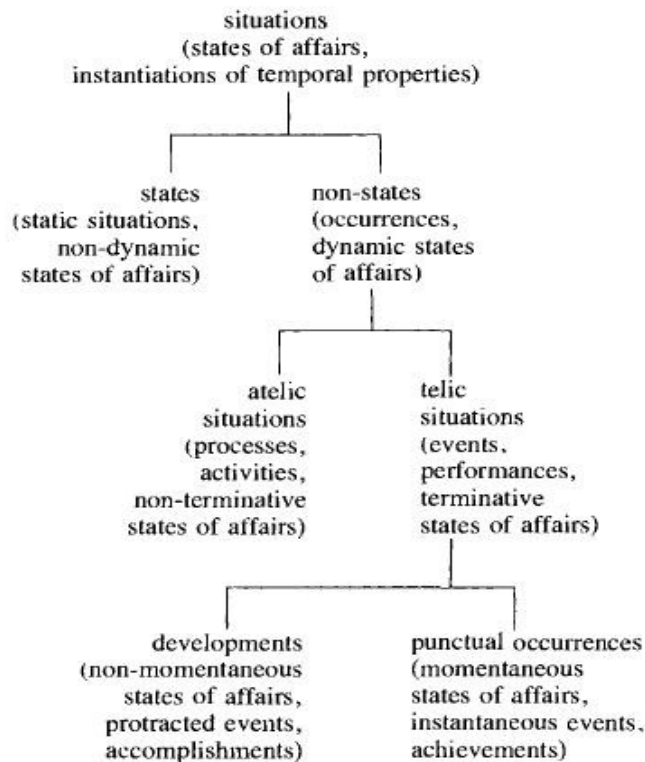 situations
(states of affairs,
instantiations of temporal properties)
states
(static situations,
non-dynamic
states of affairs)
non-states
(occurrences,
dynamic states
of affairs)
atelic
situations
(processes,
activities,
non-terminative
states of affairs)
telic
situations
(events,
performances,
terminative
states of affairs)
developments
(non-momentaneous
states of affairs,
protracted events,
accomplishments)
punctual occurrences
(momentaneous
states of affairs,
instantaneous events,
achievements)